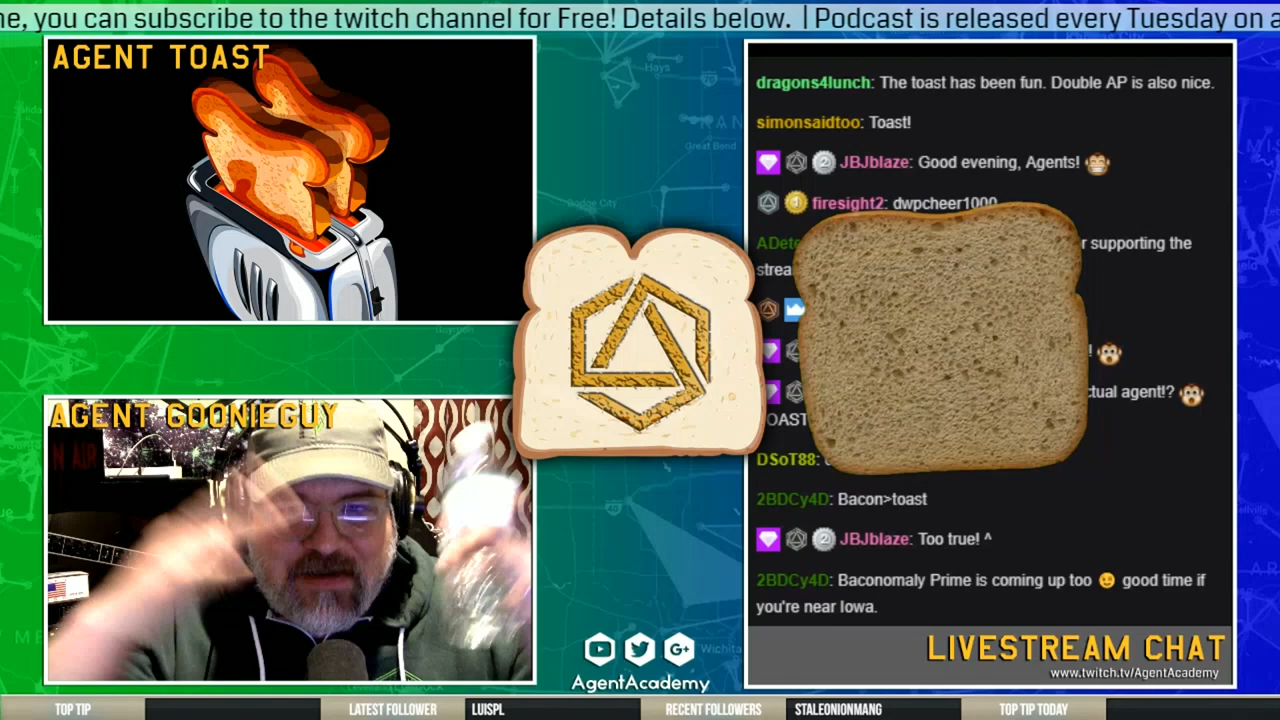 ne, you can subscribe to the twitch channel for Free! Details below. | Podcast is released every Tuesday on a
AGENT TOAST
dragons4lunch: The toast has been fun. Double AP is also nice.
simonsaidtoo: Toast!
JBJblaze: Good evening, Agents!
firesight2: dwpcheer1000
r supporting the
strea
!
tual agent!?
OAST
DSoT88:
2BDCy4D: Bacon>toast
JBJblaze: Too true! ^
2BDCy4D: Baconomaly Prime is coming up too 😉 good time if
you're near Iowa.
LIVESTREAM CHAT
www.twitch.tv/AgentAcademy
AGENT GOONIEGUY
N AIR
G+
AgentAcademy
TOP TIP
LATEST FOLLOWER LUISPL
RECENT FOLLOWERS STALEONIONMANG
TOP TIP TODAY